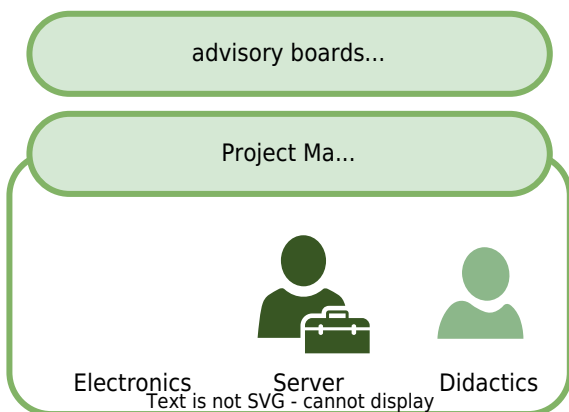 advisory boards...
Project Ma...
Electronics Server Didactics
Text is not SVG - cannot display